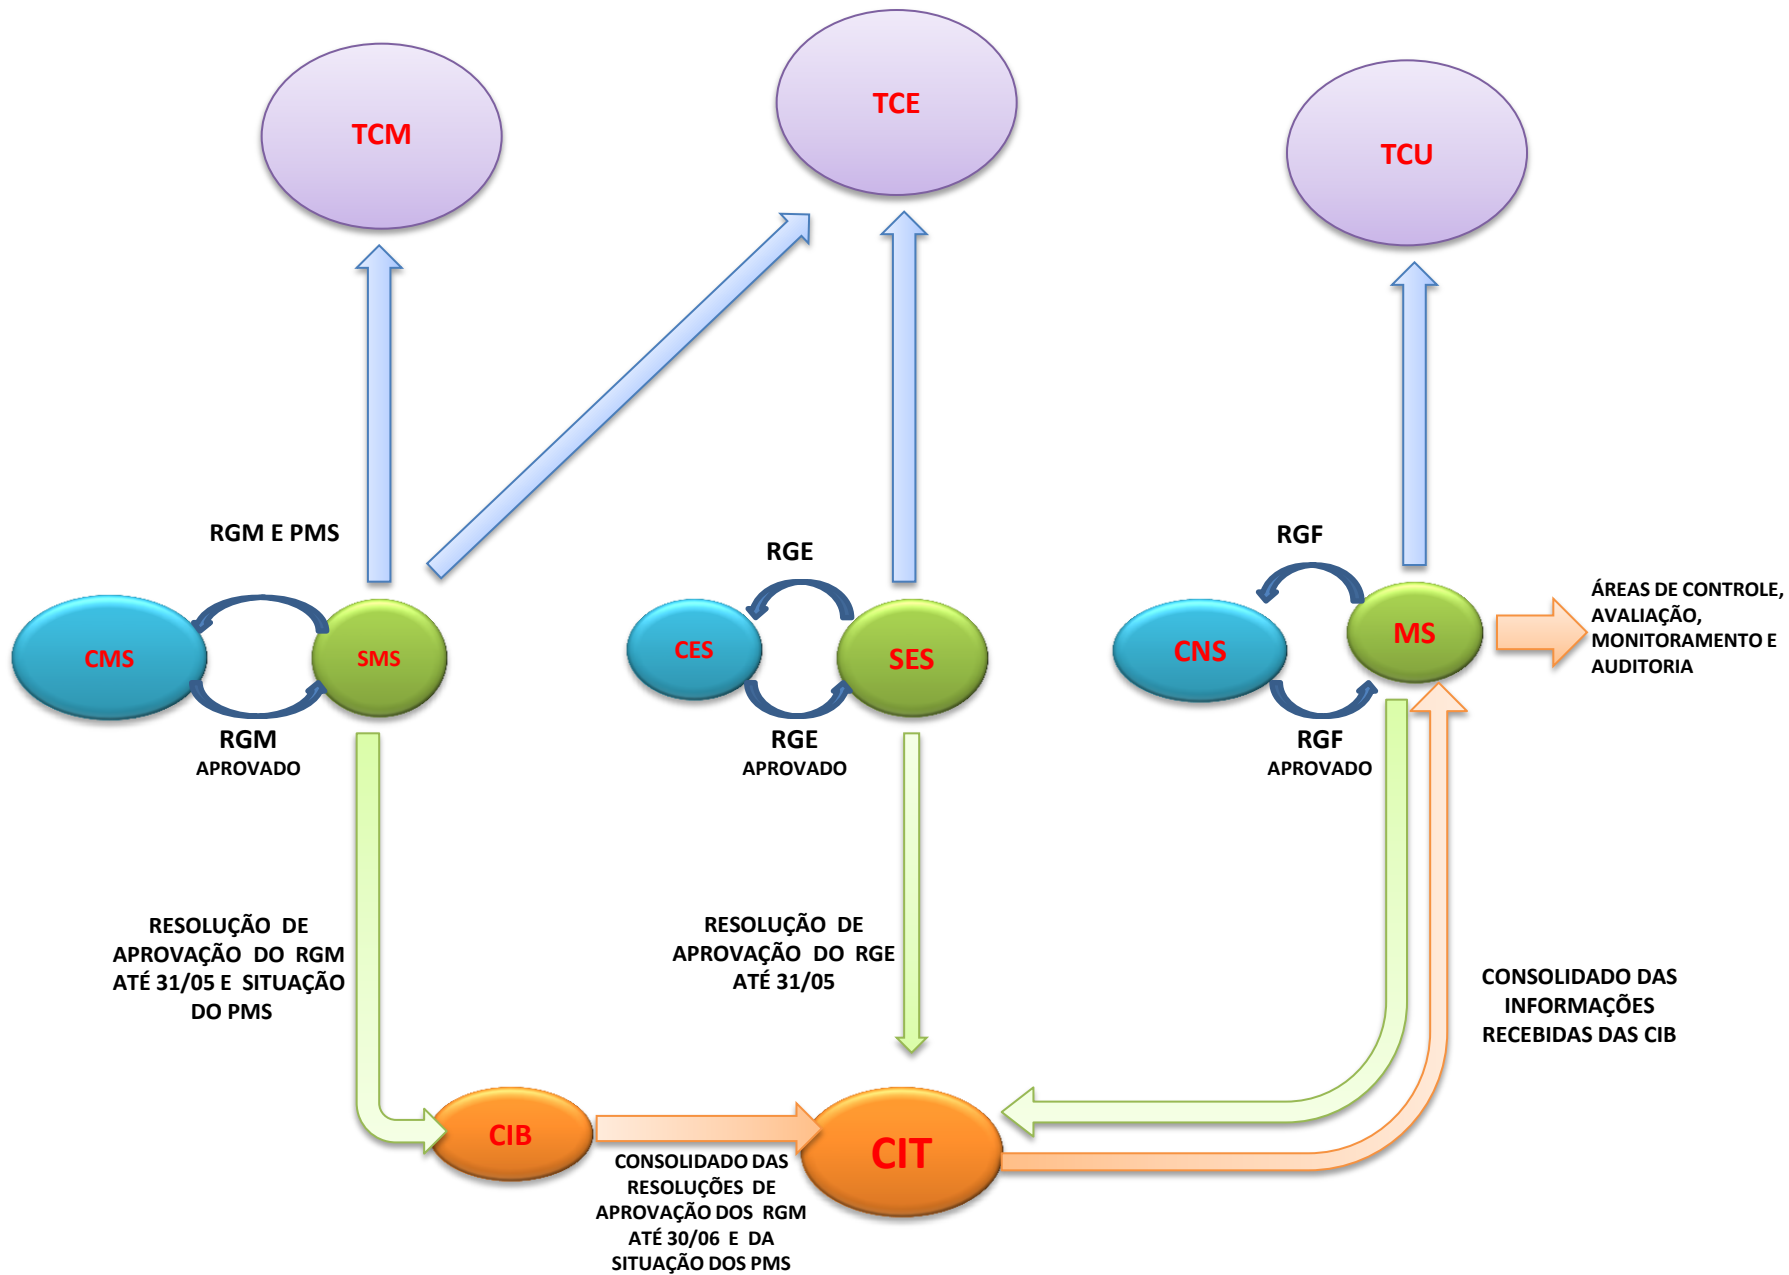 TCM
TCE
TCU
RGM E PMS
RGE
RGF
CMS
SMS
CES
SES
CNS
MS
ÁREAS DE CONTROLE,
AVALIAÇÃO,
MONITORAMENTO E
AUDITORIA
RGM
APROVADO
RGE
APROVADO
RGF
APROVADO
RESOLUÇÃO DE
APROVAÇÃO DO RGM
ATÉ 31/05 E SITUAÇÃO
DO PMS
RESOLUÇÃO DE
APROVAÇÃO DO RGE
ATÉ 31/05
CONSOLIDADO DAS
INFORMAÇÕES
RECEBIDAS DAS CIB
CIB
CIT
CONSOLIDADO DAS
RESOLUÇÕES DE
APROVAÇÃO DOS RGM
ATÉ 30/06 E DA
SITUAÇÃO DOS PMS